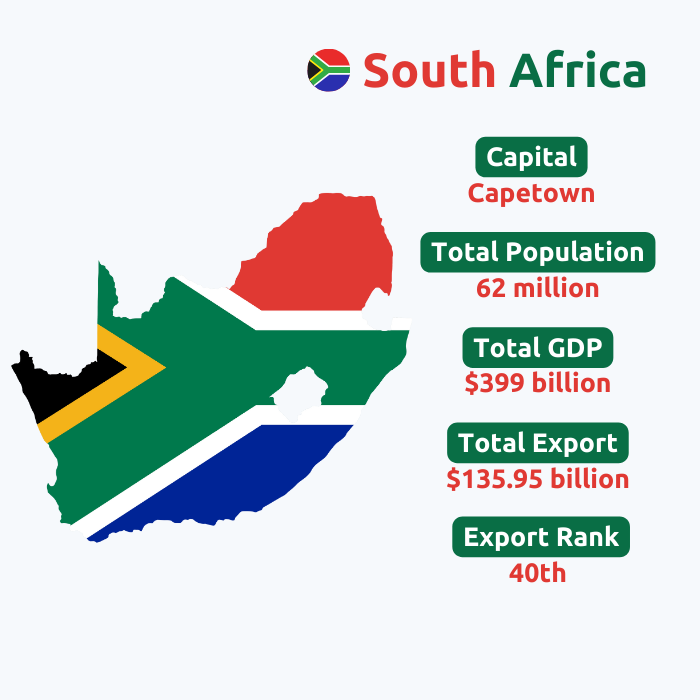 South Africa
Capital
Capetown
Total Population
62 million
Total GDP
$399 billion
Total Export
$135.95 billion
Export Rank
40th